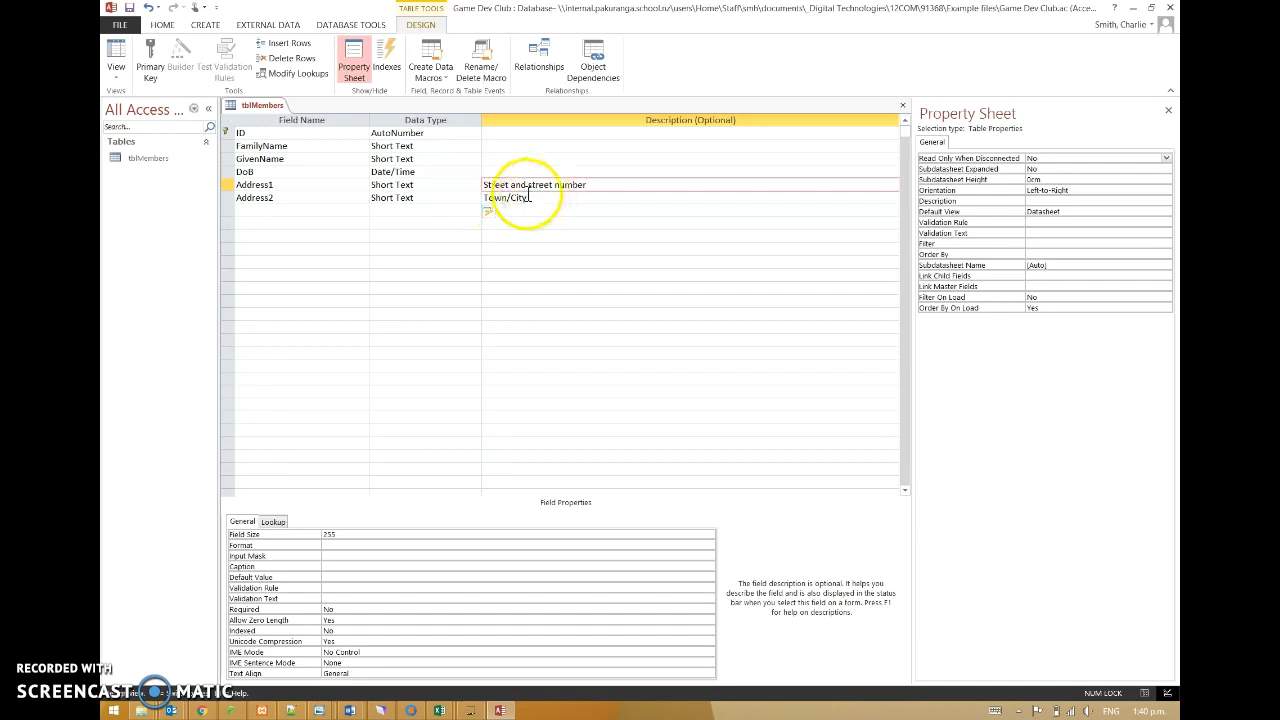 TABLE TOOLS
Game Dev Club : Database- \\internal.pakuranga.school.nz\users\Home\Staff\smh\documents\_Digital Technologies\12COM\91368\Example files\Game Dev Club.ac (Acce...
FILE HOME CREATE EXTERNAL DATA DATABASE TOOLS DESIGN
Smith, Charlie
View
Primary Key
Builder
Test Validation Rules
Insert Rows
Delete Rows
Modify Lookups
Property Sheet
Indexes
Create Data Macros
Rename/ Delete Macro
Relationships
Object Dependencies
Views Tools Show/Hide Field, Record & Table Events Relationships
All Access ...
Search...
Tables
tblMembers
tblMembers
Field Name Data Type Description (Optional)
ID AutoNumber
FamilyName Short Text
GivenName Short Text
DoB Date/Time
Address1 Short Text Street and street number
Address2 Short Text Town/City
Field Properties
General Lookup
Field Size 255
Format
Input Mask
Caption
Default Value
Validation Rule
Validation Text
Required No
Allow Zero Length Yes
Indexed No
Unicode Compression Yes
IME Mode No Control
IME Sentence Mode None
Text Align General
The field description is optional. It helps you
describe the field and is also displayed in the status
bar when you select this field on a form. Press F1
for help on descriptions.
Property Sheet
Selection type: Table Properties
General
Read Only When Disconnected No
Subdatasheet Expanded No
Subdatasheet Height 0cm
Orientation Left-to-Right
Description
Default View Datasheet
Validation Rule
Validation Text
Filter
Order By
Subdatasheet Name [Auto]
Link Child Fields
Link Master Fields
Filter On Load No
Order By On Load Yes
RECORDED WITH
SCREENCAST MATIC
Help.
NUM LOCK
ENG 1:40 p.m.